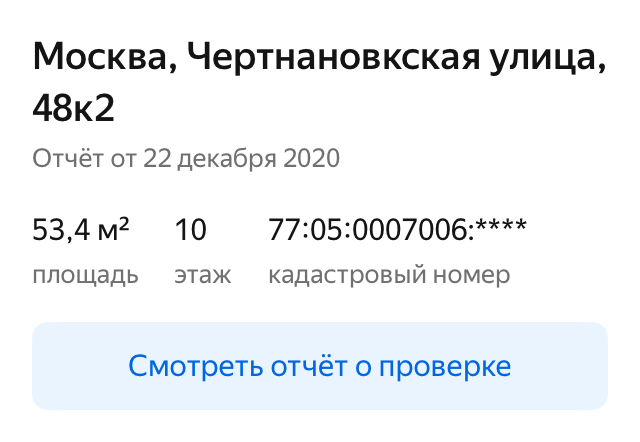 Москва, Чертнановкская улица,
48к2
Отчёт от 22 декабря 2020
53,4 м² 10 77:05:0007006:****
площадь этаж кадастровый номер
Смотреть отчёт о проверке